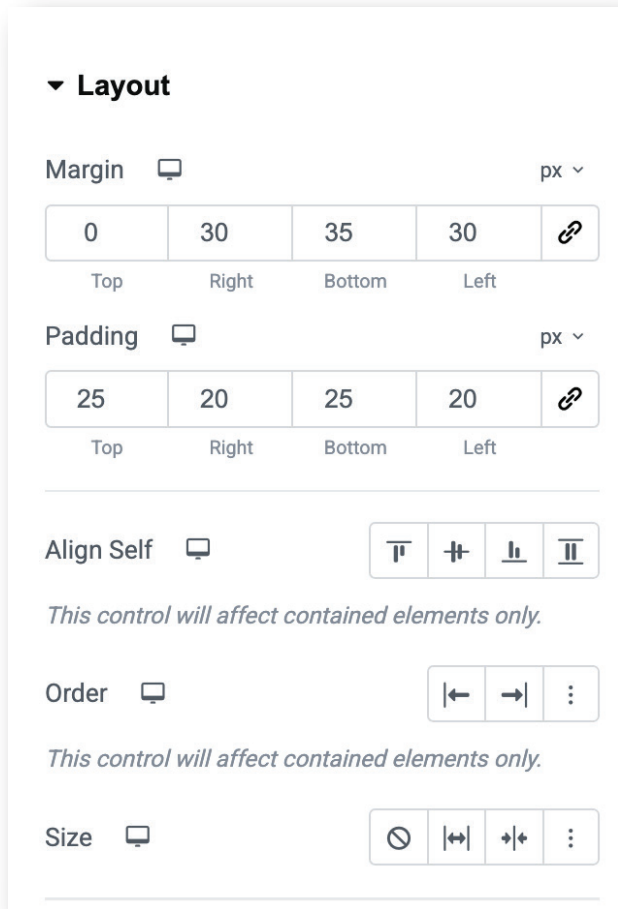 Layout
Margin px
0 30 35 30
Top Right Bottom Left
Padding px
25 20 25 20
Top Right Bottom Left
Align Self
This control will affect contained elements only.
Order
This control will affect contained elements only.
Size